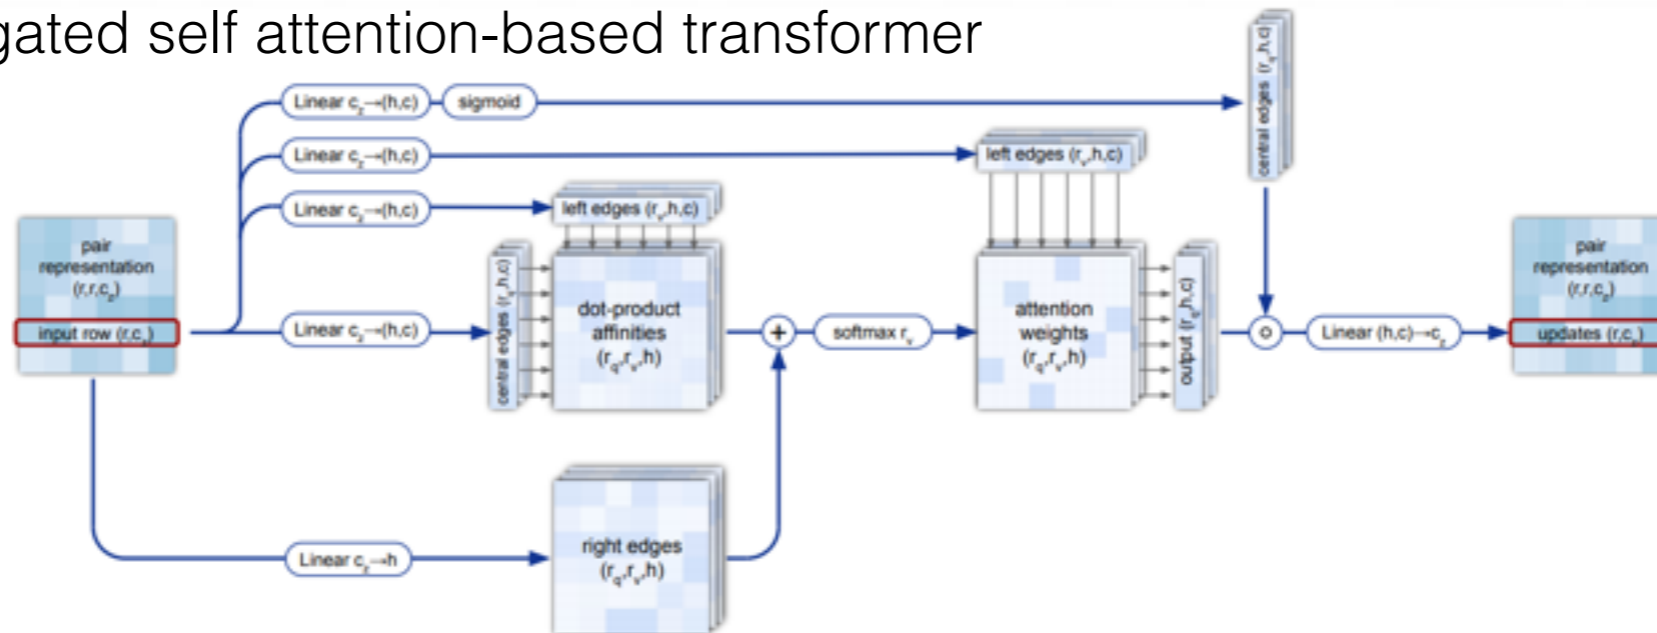 gated self attention-based transformer
Linear c_z→(h,c)
sigmoid
central edges (r_q,h,c)
Linear c_z→(h,c)
left edges (r_v,h,c)
Linear c_z→(h,c)
left edges (r_v,h,c)
pair
representation
(r,r,c_z)
input row (r,c_z)
Linear c_z→(h,c)
central edges (r_q,h,c)
dot-product
affinities
(r_q,r_v,h)
+
softmax r_v
attention
weights
(r_q,r_v,h)
output (r_q,h,c)
Linear (h,c)→c_z
pair
representation
(r,r,c_z)
updates (r,c_z)
Linear c_z→h
right edges
(r_q,r_v,h)